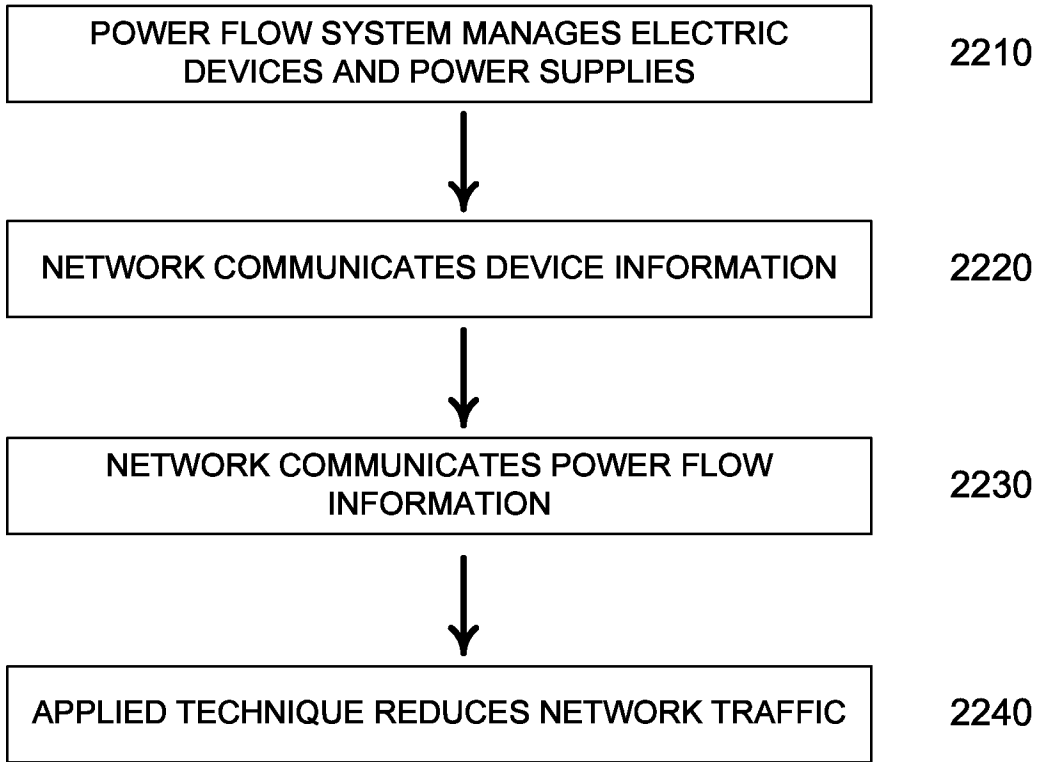 POWER FLOW SYSTEM MANAGES ELECTRIC
DEVICES AND POWER SUPPLIES
2210
NETWORK COMMUNICATES DEVICE INFORMATION
2220
NETWORK COMMUNICATES POWER FLOW
INFORMATION
2230
APPLIED TECHNIQUE REDUCES NETWORK TRAFFIC
2240